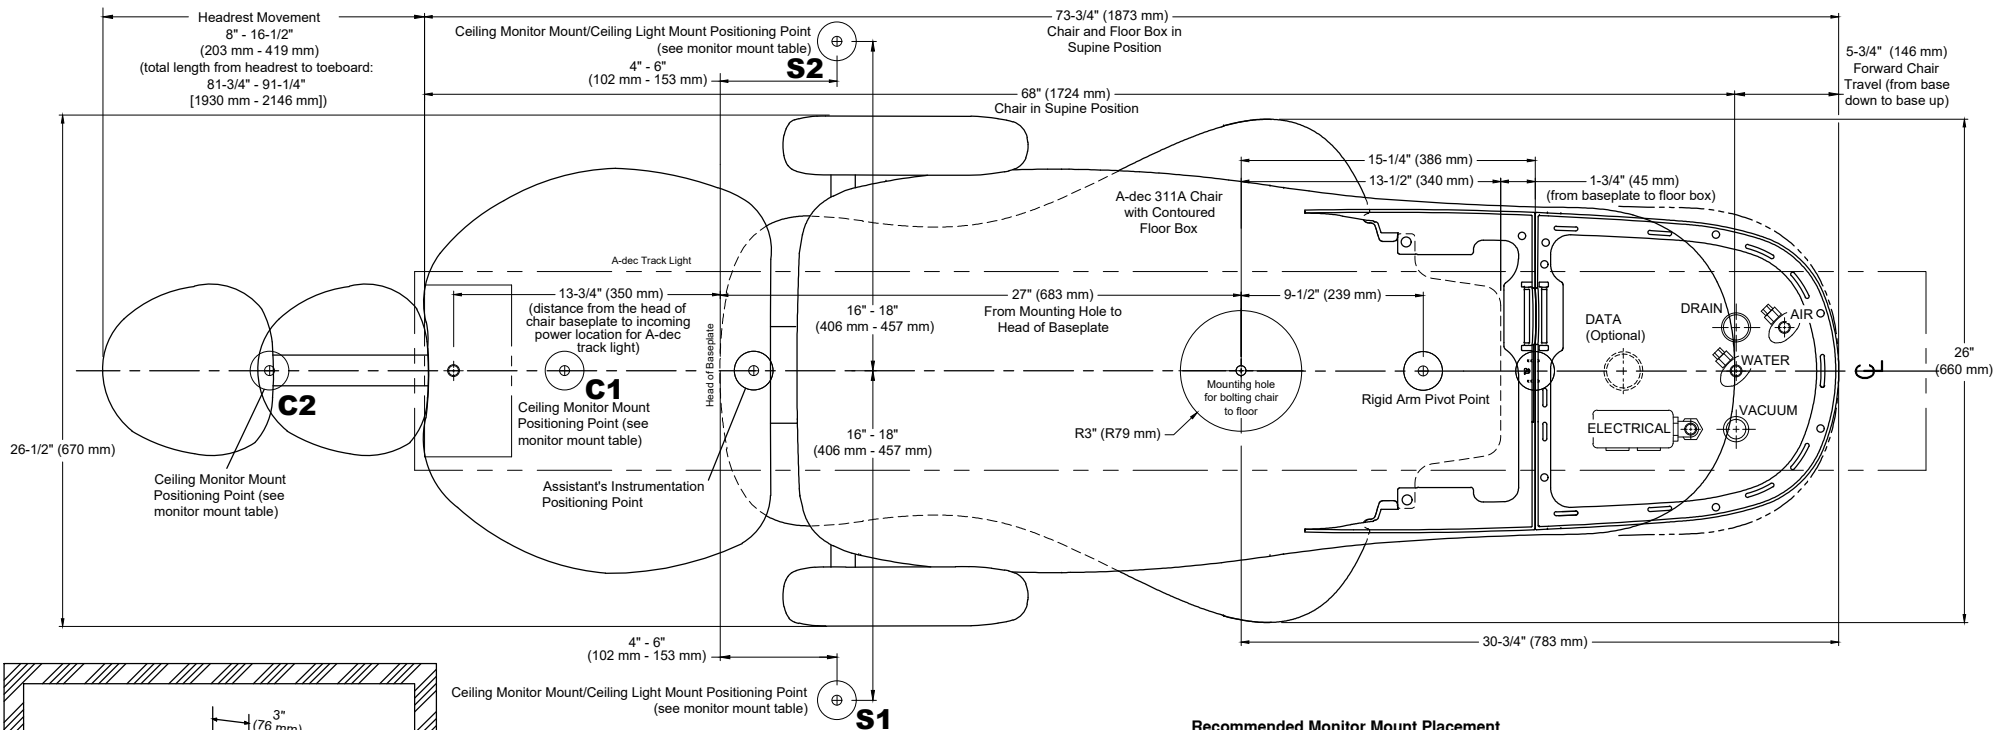 Headrest Movement
8" - 16-1/2"
(203 mm - 419 mm)
(total length from headrest to toeboard:
81-3/4" - 91-1/4"
[1930 mm - 2146 mm])
Ceiling Monitor Mount/Ceiling Light Mount Positioning Point
(see monitor mount table)
S2
4" - 6"
(102 mm - 153 mm)
73-3/4" (1873 mm)
Chair and Floor Box in
Supine Position
68" (1724 mm)
Chair in Supine Position
5-3/4" (146 mm)
Forward Chair
Travel (from base
down to base up)
15-1/4" (386 mm)
13-1/2" (340 mm)
1-3/4" (45 mm)
(from baseplate to floor box)
A-dec 311A Chair
with Contoured
Floor Box
A-dec Track Light
13-3/4" (350 mm)
(distance from the head of
chair baseplate to incoming
power location for A-dec
track light)
Head of Baseplate
27" (683 mm)
From Mounting Hole to
Head of Baseplate
9-1/2" (239 mm)
16" - 18"
(406 mm - 457 mm)
DATA
(Optional)
DRAIN
AIR
WATER
VACUUM
ELECTRICAL
CL
26"
(660 mm)
C2
C1
Ceiling Monitor Mount
Positioning Point (see
monitor mount table)
Mounting hole
for bolting chair
to floor
Rigid Arm Pivot Point
R3" (R79 mm)
16" - 18"
(406 mm - 457 mm)
26-1/2" (670 mm)
Ceiling Monitor Mount
Positioning Point (see
monitor mount table)
Assistant's Instrumentation
Positioning Point
30-3/4" (783 mm)
4" - 6"
(102 mm - 153 mm)
Ceiling Monitor Mount/Ceiling Light Mount Positioning Point
(see monitor mount table)
S1
3"
(76 mm)
Recommended Monitor Mount Placement